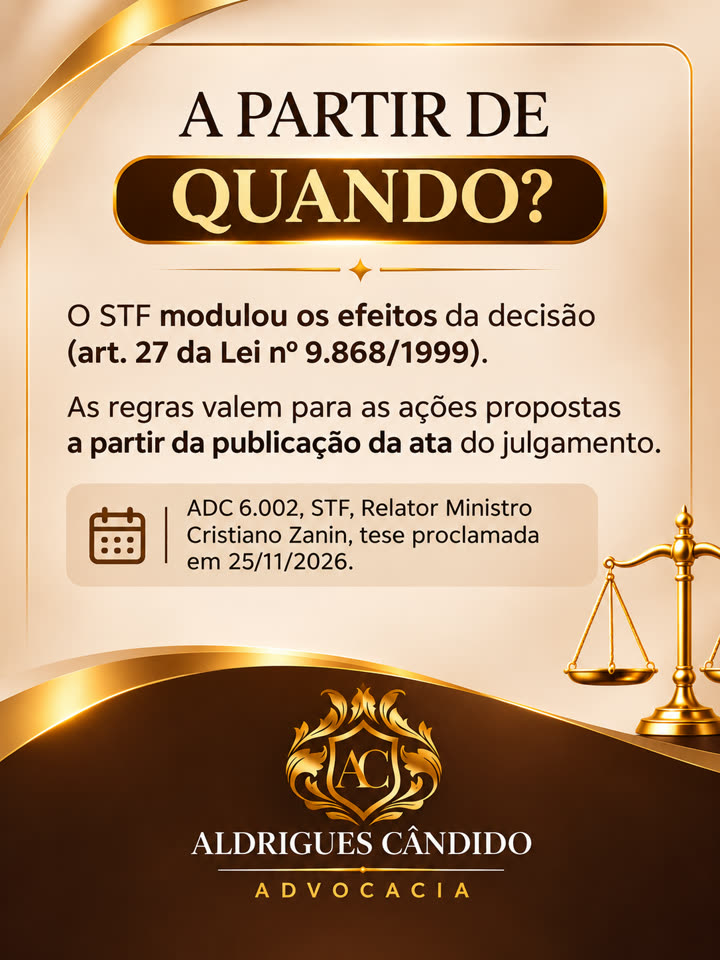 A PARTIR DE
QUANDO?
O STF modulou os efeitos da decisão
(art. 27 da Lei nº 9.868/1999).
As regras valem para as ações propostas
a partir da publicação da ata do julgamento.
ADC 6.002, STF, Relator Ministro
Cristiano Zanin, tese proclamada
em 25/11/2026.
AC
ALDRIGUES CÂNDIDO
ADVOCACIA